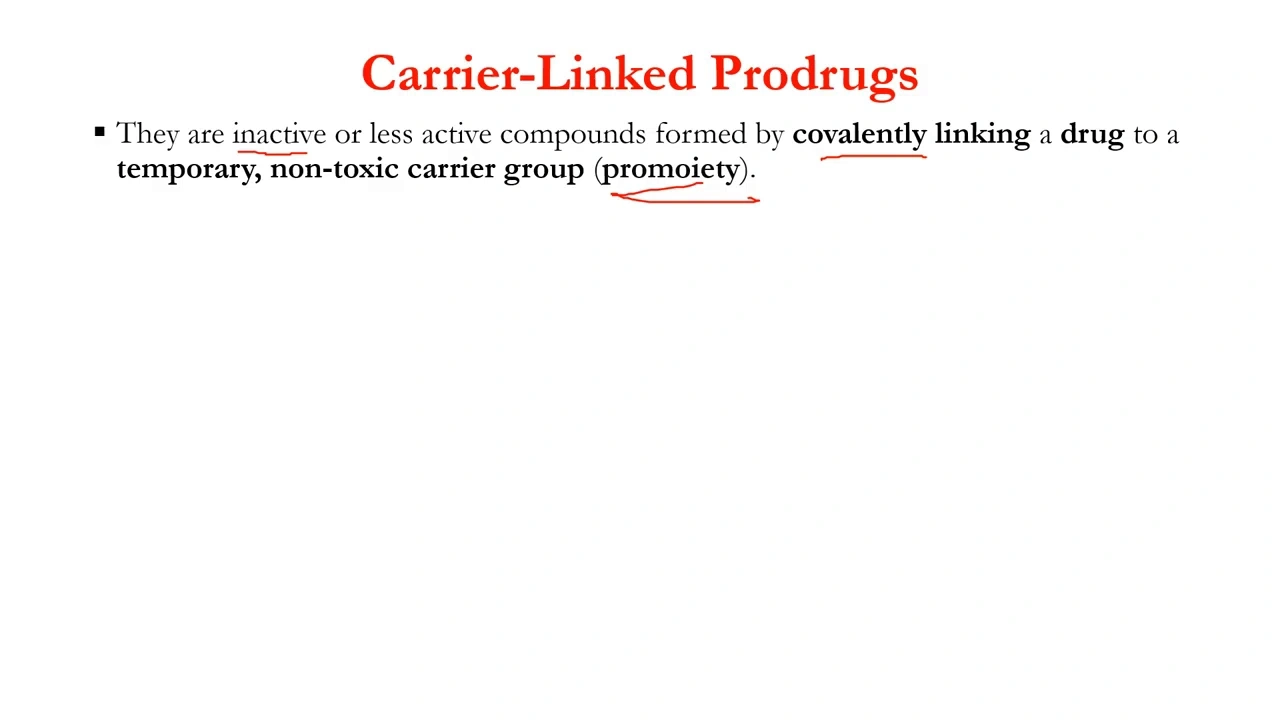 Carrier-Linked Prodrugs
▪ They are inactive or less active compounds formed by covalently linking a drug to a
temporary, non-toxic carrier group (promoiety).